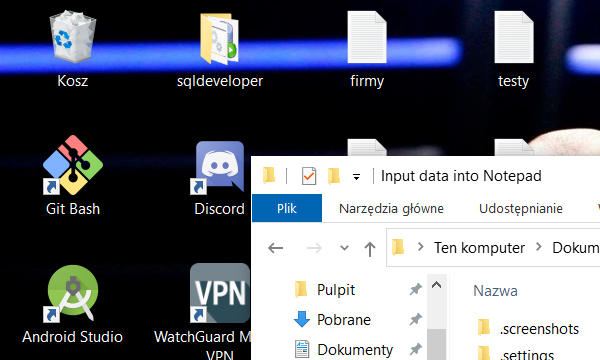 Kosz
sqldeveloper
firmy
testy
Git Bash
Discord
Android Studio
VPN
WatchGuard M
VPN
Input data into Notepad
Plik
Narzędzia główne
Udostępnianie
Ten komputer
Dokum
Pulpit
Pobrane
Dokumenty
Nazwa
.screenshots
.settings